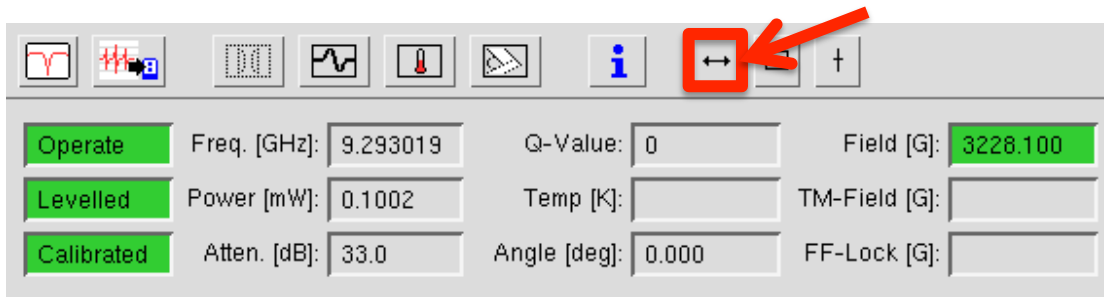 Operate Freq. [GHz]: 9.293019 Q-Value: 0 Field [G]: 3228.100
Levelled Power [mW]: 0.1002 Temp [K]: TM-Field [G]:
Calibrated Atten. [dB]: 33.0 Angle [deg]: 0.000 FF-Lock [G]: